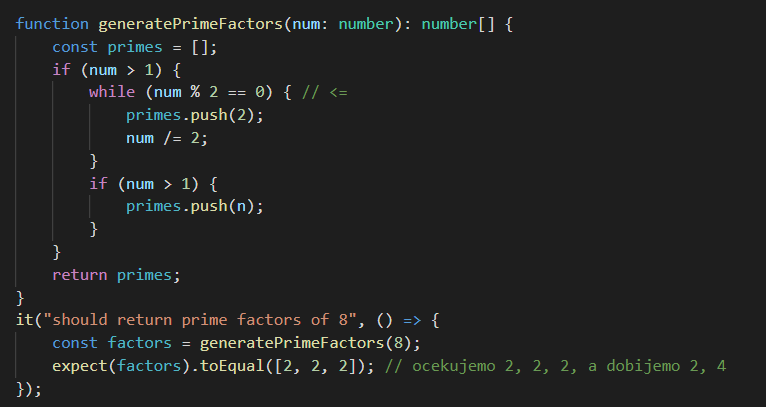 function generatePrimeFactors(num: number): number[] {
    const primes = [];
    if (num > 1) {
        while (num % 2 == 0) { // <=
            primes.push(2);
            num /= 2;
        }
        if (num > 1) {
            primes.push(n);
        }
    }
    return primes;
}
it("should return prime factors of 8", () => {
    const factors = generatePrimeFactors(8);
    expect(factors).toEqual([2, 2, 2]); // ocekujemo 2, 2, 2, a dobijemo 2, 4
});